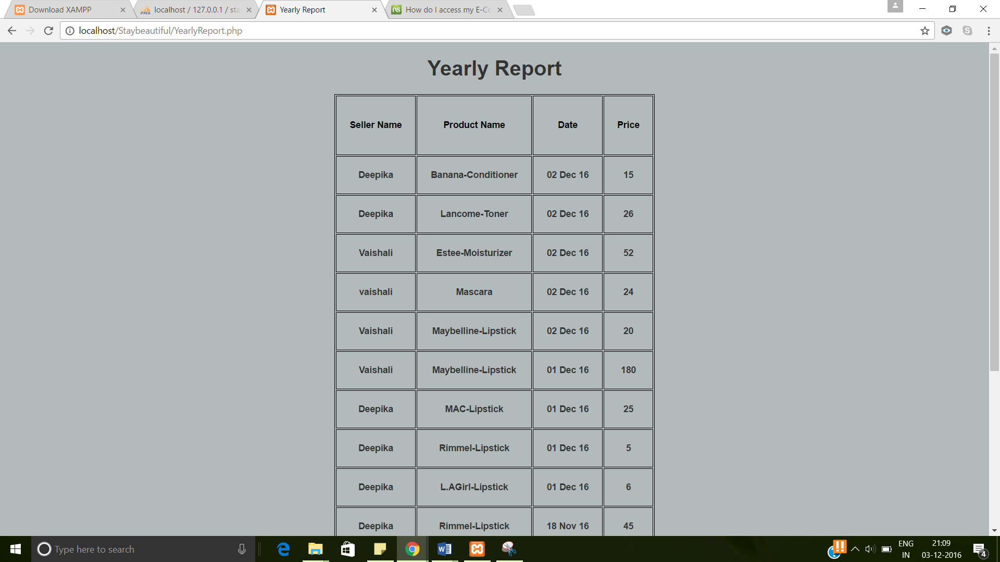 Download XAMPP
localhost / 127.0.0.1 / sta
Yearly Report
How do I access my E-Co
localhost/Staybeautiful/YearlyReport.php
Yearly Report
Seller Name Product Name Date Price
Deepika Banana-Conditioner 02 Dec 16 15
Deepika Lancome-Toner 02 Dec 16 26
Vaishali Estee-Moisturizer 02 Dec 16 52
vaishali Mascara 02 Dec 16 24
Vaishali Maybelline-Lipstick 02 Dec 16 20
Vaishali Maybelline-Lipstick 01 Dec 16 180
Deepika MAC-Lipstick 01 Dec 16 25
Deepika Rimmel-Lipstick 01 Dec 16 5
Deepika L.AGirl-Lipstick 01 Dec 16 6
Deepika Rimmel-Lipstick 18 Nov 16 45
Type here to search
ENG
IN
21:09
03-12-2016
4